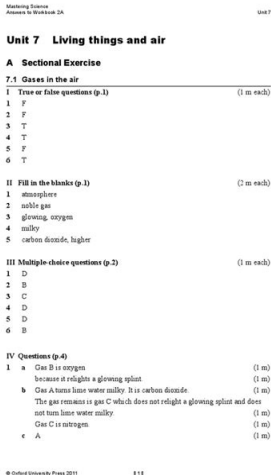 Mastering Science
Answers to Workbook 2A Unit 7
Unit 7 Living things and air
A Sectional Exercise
7.1 Gases in the air
I True or false questions (p.1) (1 m each)
1 F
2 F
3 T
4 T
5 F
6 T
II Fill in the blanks (p.1) (2 m each)
1 atmosphere
2 noble gas
3 glowing, oxygen
4 milky
5 carbon dioxide, higher
III Multiple-choice questions (p.2) (1 m each)
1 D
2 B
3 C
4 D
5 D
6 B
IV Questions (p.4)
1 a Gas B is oxygen (1 m)
because it relights a glowing splint. (1 m)
b Gas A turns lime water milky. It is carbon dioxide. (1 m)
The gas remains is gas C which does not relight a glowing splint and does
not turn lime water milky. (1 m)
Gas C is nitrogen. (1 m)
c A (1 m)
© Oxford University Press 2011